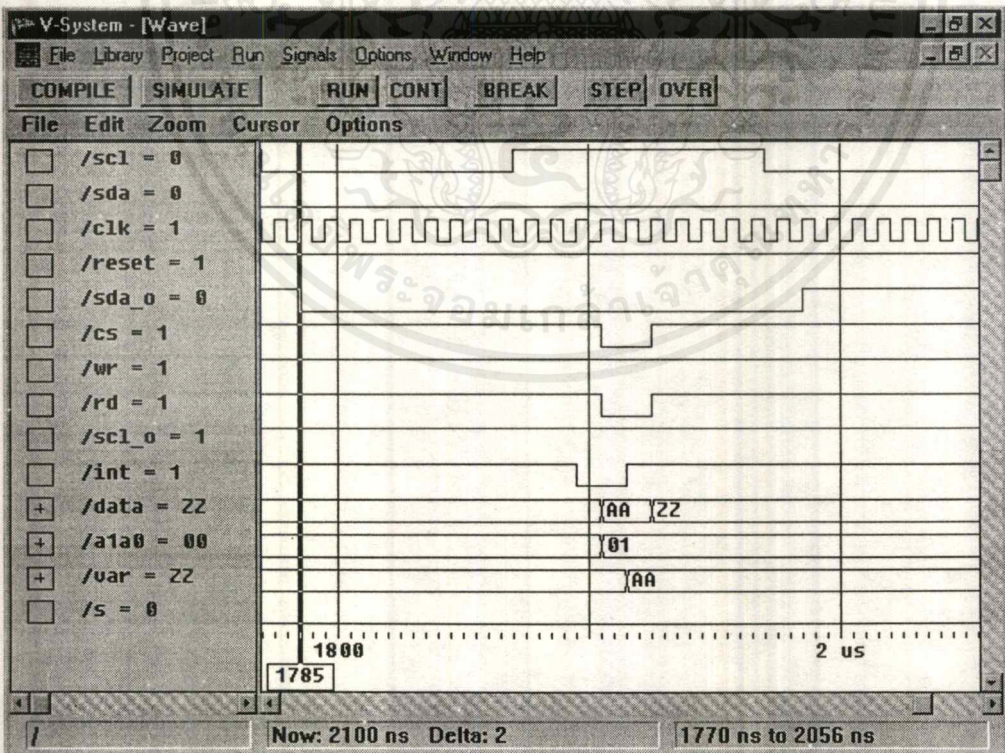 V-System - [Wave]
File Library Project Run Signals Options Window Help
COMPILE SIMULATE RUN CONT BREAK STEP OVER
File Edit Zoom Cursor Options
/scl = 0
/sda = 0
/clk = 1
/reset = 1
/sda_o = 0
/cs = 1
/wr = 1
/rd = 1
/scl_o = 1
/int = 1
/data = ZZ AA ZZ
/a1a0 = 00 01
/var = ZZ AA
/s = 0
1800 2 us
1785
/ Now: 2100 ns Delta: 2 1770 ns to 2056 ns